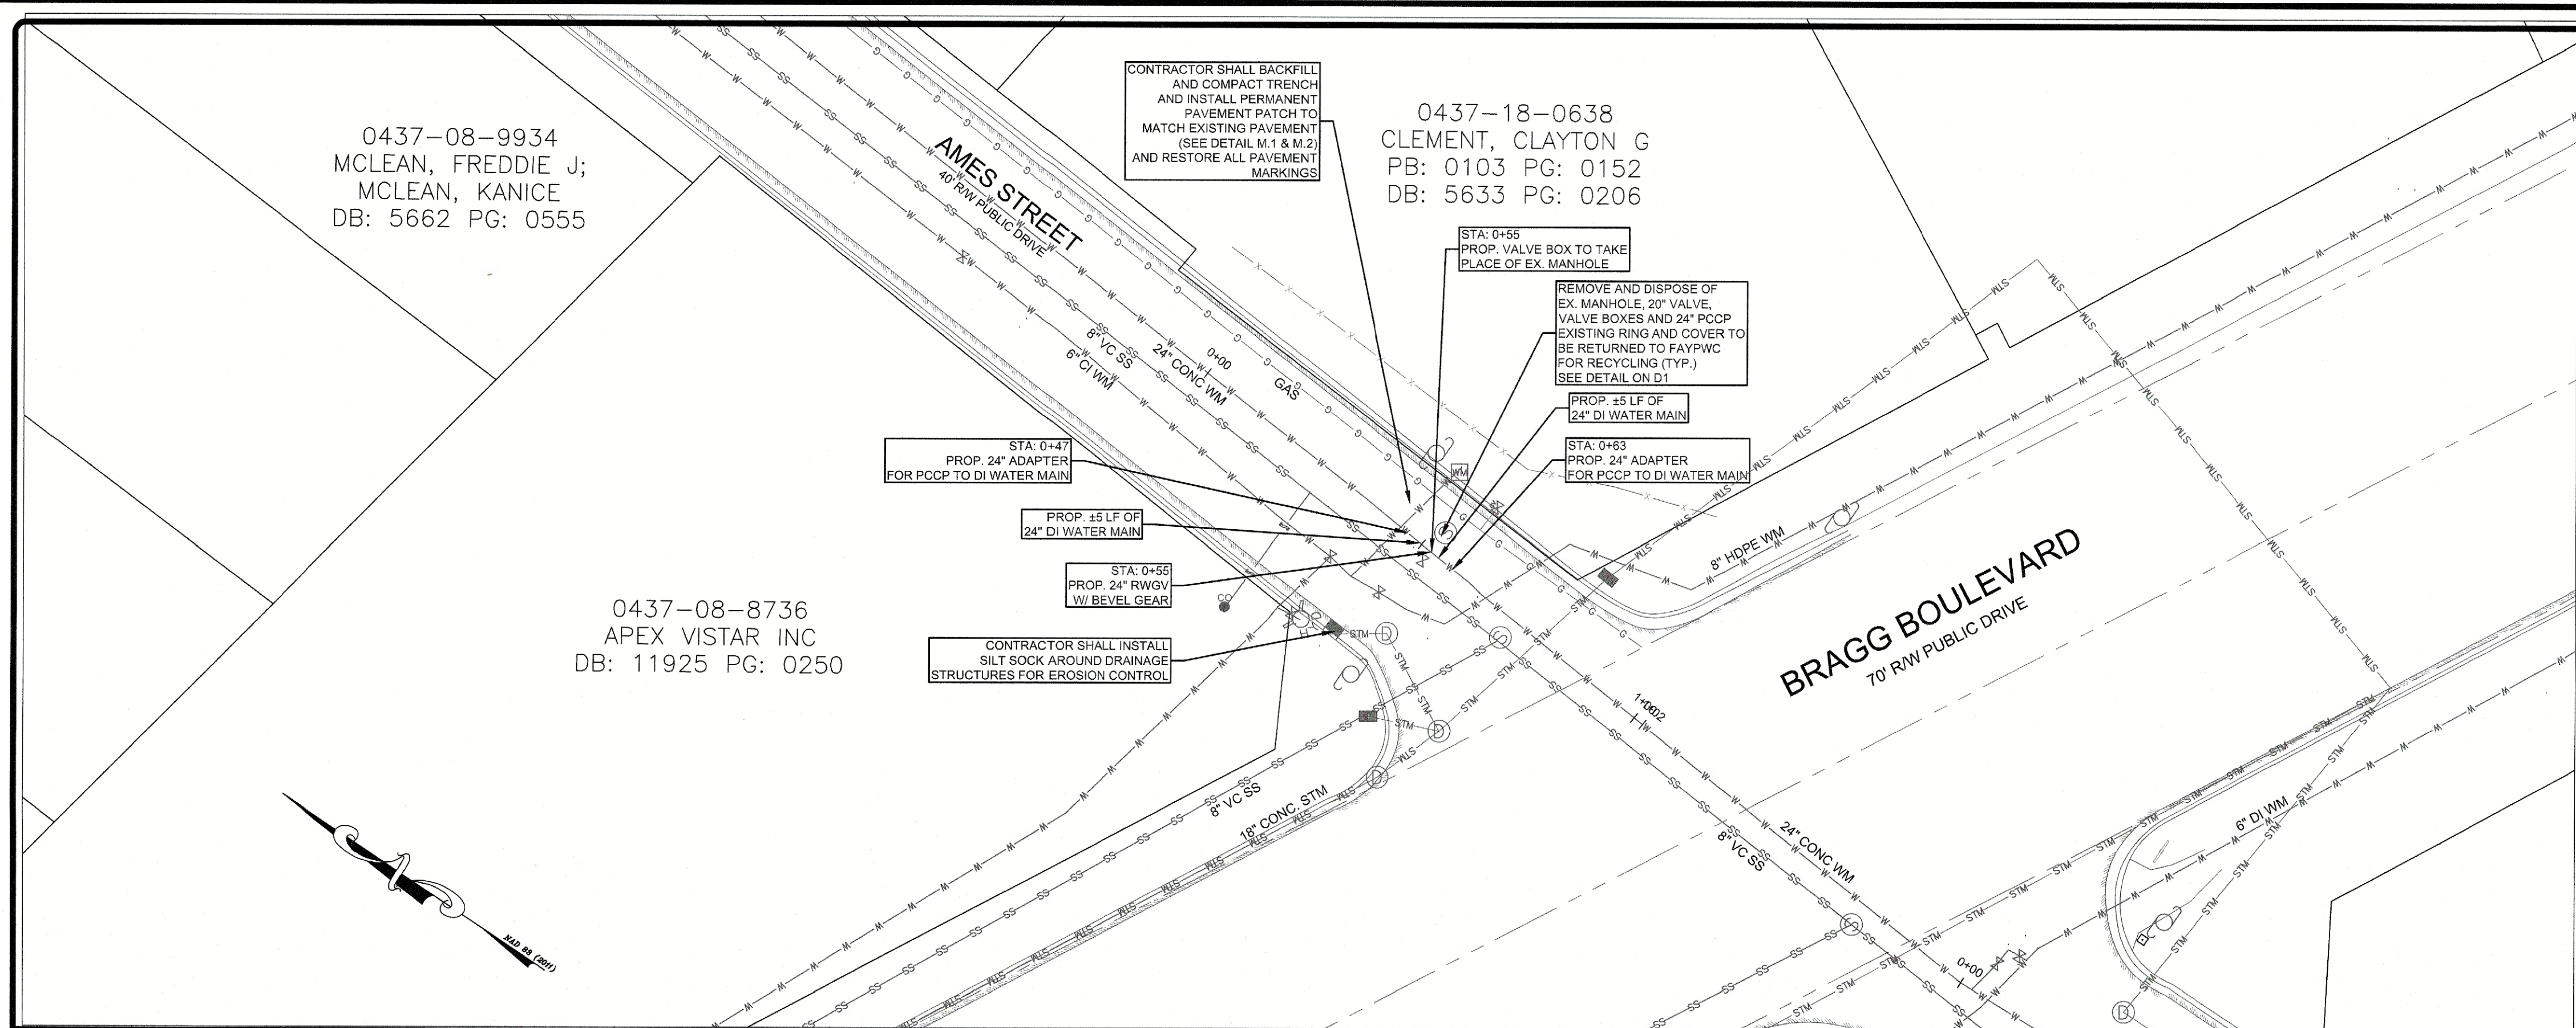 0437-08-9934
MCLEAN, FREDDIE J;
MCLEAN, KANICE
DB: 5662 PG: 0555
AMES STREET
40' R/W PUBLIC DRIVE
CONTRACTOR SHALL BACKFILL
AND COMPACT TRENCH
AND INSTALL PERMANENT
PAVEMENT PATCH TO
MATCH EXISTING PAVEMENT
(SEE DETAIL M.1 & M.2)
AND RESTORE ALL PAVEMENT
MARKINGS
0437-18-0638
CLEMENT, CLAYTON G
PB: 0103 PG: 0152
DB: 5633 PG: 0206
STA: 0+55
PROP. VALVE BOX TO TAKE
PLACE OF EX. MANHOLE
REMOVE AND DISPOSE OF
EX. MANHOLE, 20" VALVE,
VALVE BOXES AND 24" PCCP
EXISTING RING AND COVER TO
BE RETURNED TO FAYPWC
FOR RECYCLING (TYP.)
SEE DETAIL ON D1
PROP. ±5 LF OF
24" DI WATER MAIN
STA: 0+63
PROP. 24" ADAPTER
FOR PCCP TO DI WATER MAIN
0+00
8" VC SS
24" CONC WM
6" CI WM
GAS
STA: 0+47
PROP. 24" ADAPTER
FOR PCCP TO DI WATER MAIN
PROP. ±5 LF OF
24" DI WATER MAIN
STA: 0+55
PROP. 24" RWGV
W/ BEVEL GEAR
CONTRACTOR SHALL INSTALL
SILT SOCK AROUND DRAINAGE
STRUCTURES FOR EROSION CONTROL
WM
CO
8" HDPE WM
BRAGG BOULEVARD
70' R/W PUBLIC DRIVE
0437-08-8736
APEX VISTAR INC
DB: 11925 PG: 0250
8" VC SS
18" CONC. STM
24" CONC WM
8" VC SS
6" DI WM
0+00
NAD 83 (2011)